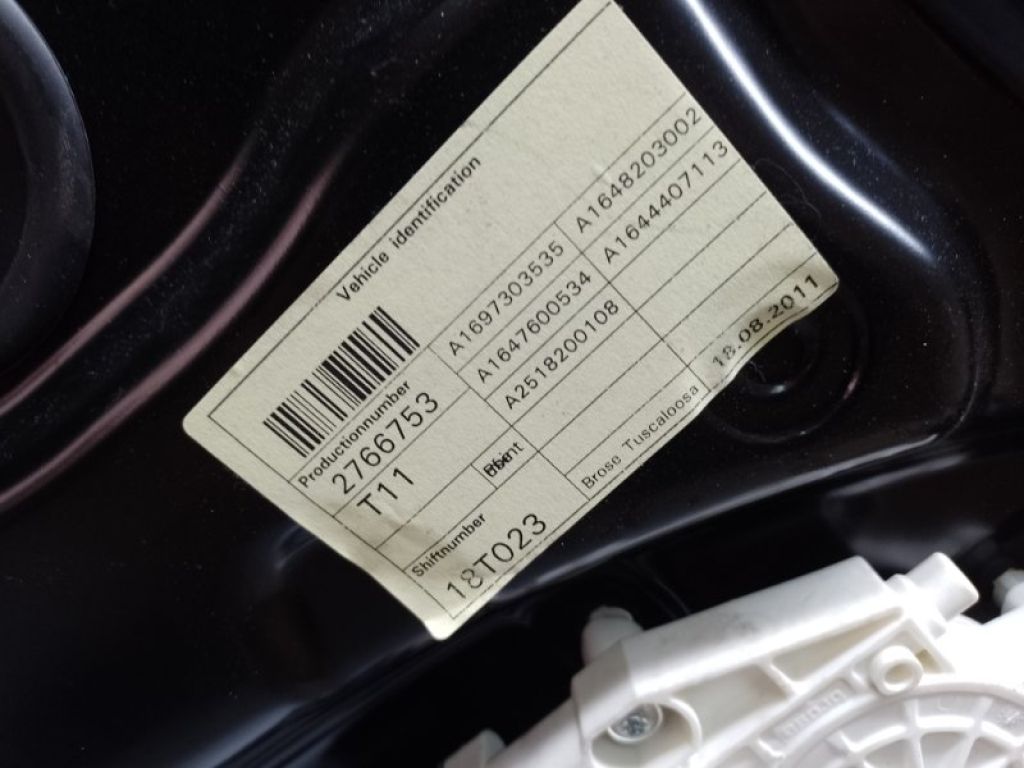 Vehicle identification
Productionnumber
2766753
T11
Shiftnumber
18T023
A1697303535
A1647600534
A2518200108
A1648203002
A1644407113
Brose Tuscaloosa
18.08.2011